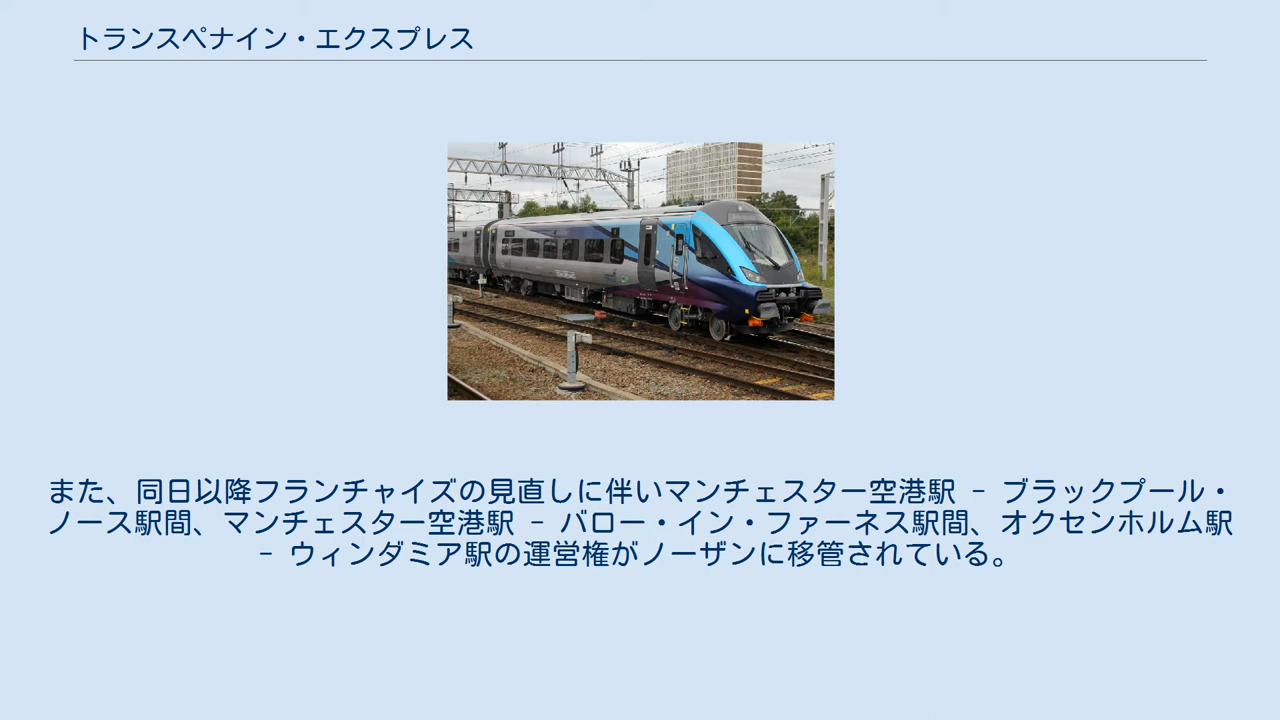 トランスペナイン・エクスプレス
また、同日以降フランチャイズの見直しに伴いマンチェスター空港駅 - ブラックプール・
ノース駅間、マンチェスター空港駅 - バロー・イン・ファーネス駅間、オクセンホルム駅
- ウィンダミア駅の運営権がノーザンに移管されている。